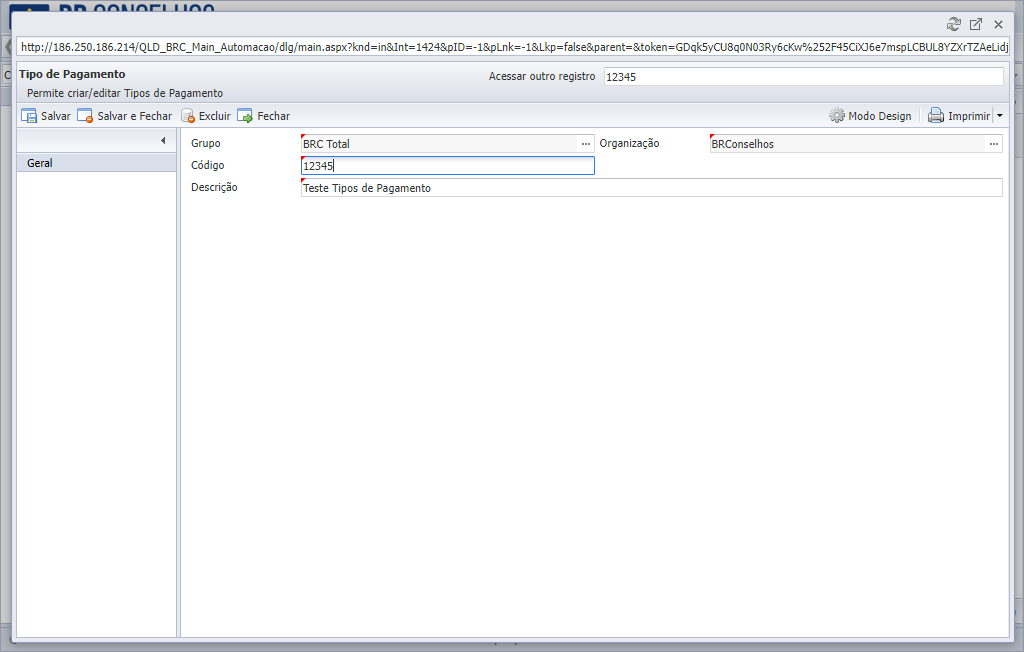 http://186.250.186.214/QLD_BRC_Main_Automacao/dlg/main.aspx?knd=in&Int=1424&pID=-1&pLnk=-1&Lkp=false&parent=&token=GDqk5yCU8q0N03Ry6cKw%252F45CiXJ6e7mspLCBUL8YZXrTZAeLidj
Tipo de Pagamento
Acessar outro registro 12345
Permite criar/editar Tipos de Pagamento
Salvar Salvar e Fechar Excluir Fechar Modo Design Imprimir
Geral
Grupo BRC Total ... Organização BRConselhos ...
Código 12345
Descrição Teste Tipos de Pagamento